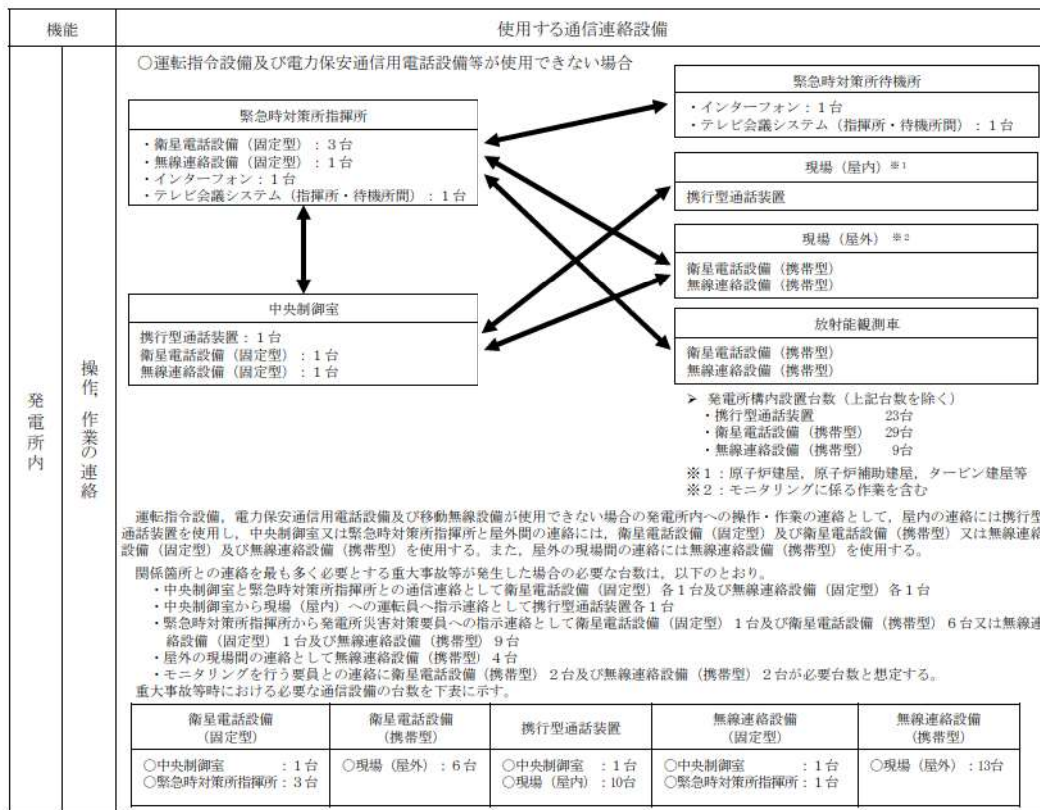 機能
使用する通信連絡設備
発電所内
操作，作業の連絡
○運転指令設備及び電力保安通信用電話設備等が使用できない場合
緊急時対策所指揮所
・衛星電話設備（固定型）：３台
・無線連絡設備（固定型）：１台
・インターフォン：１台
・テレビ会議システム（指揮所・待機所間）：１台
中央制御室
携行型通話装置：１台
衛星電話設備（固定型）：１台
無線連絡設備（固定型）：１台
緊急時対策所待機所
・インターフォン：１台
・テレビ会議システム（指揮所・待機所間）：１台
現場（屋内）※１
携行型通話装置
現場（屋外）※２
衛星電話設備（携帯型）
無線連絡設備（携帯型）
放射能観測車
衛星電話設備（携帯型）
無線連絡設備（携帯型）
➢ 発電所構内設置台数（上記台数を除く）
・携行型通話装置 23台
・衛星電話設備（携帯型） 29台
・無線連絡設備（携帯型） 9台
※１：原子炉建屋，原子炉補助建屋，タービン建屋等
※２：モニタリングに係る作業を含む
運転指令設備，電力保安通信用電話設備及び移動無線設備が使用できない場合の発電所内への操作・作業の連絡として，屋内の連絡には携行型
通話装置を使用し，中央制御室又は緊急時対策所指揮所と屋外間の連絡には，衛星電話設備（固定型）及び衛星電話設備（携帯型）又は無線連絡
設備（固定型）及び無線連絡設備（携帯型）を使用する。また，屋外の現場間の連絡には無線連絡設備（携帯型）を使用する。
関係箇所との連絡を最も多く必要とする重大事故等が発生した場合の必要な台数は，以下のとおり。
・中央制御室と緊急時対策所指揮所との通信連絡として衛星電話設備（固定型）各１台及び無線連絡設備（固定型）各１台
・中央制御室から現場（屋内）への運転員へ指示連絡として携行型通話装置各１台
・緊急時対策所指揮所から発電所災害対策要員への指示連絡として衛星電話設備（固定型）１台及び衛星電話設備（携帯型）６台又は無線連
絡設備（固定型）１台及び無線連絡設備（携帯型）９台
・屋外の現場間の連絡として無線連絡設備（携帯型）４台
・モニタリングを行う要員との連絡に衛星電話設備（携帯型）２台及び無線連絡設備（携帯型）２台が必要台数と想定する。
重大事故等時における必要な通信設備の台数を下表に示す。
衛星電話設備
（固定型）
衛星電話設備
（携帯型）
携行型通話装置
無線連絡設備
（固定型）
無線連絡設備
（携帯型）
○中央制御室 ：１台
○緊急時対策所指揮所：３台
○現場（屋外）：６台
○中央制御室 ：１台
○現場（屋内）：10台
○中央制御室 ：１台
○緊急時対策所指揮所：１台
○現場（屋外）：13台